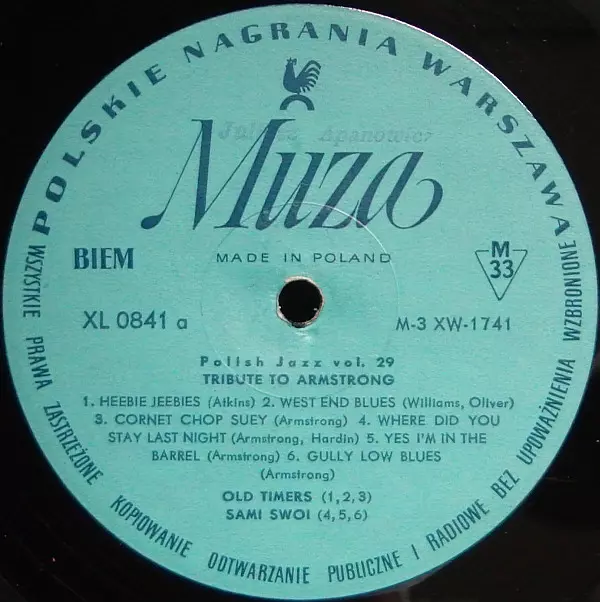 POLSKIE NAGRANIA WARSZAWA
Juliusz Apanowicz
Muza
BIEM
MADE IN POLAND
M
33
XL 0841 a
M-3 XW-1741
Polish Jazz vol. 29
TRIBUTE TO ARMSTRONG
1. HEEBIE JEEBIES (Atkins) 2. WEST END BLUES (Williams, Oliver)
3. CORNET CHOP SUEY (Armstrong) 4. WHERE DID YOU
STAY LAST NIGHT (Armstrong, Hardin) 5. YES I'M IN THE
BARREL (Armstrong) 6. GULLY LOW BLUES
(Armstrong)
OLD TIMERS (1,2,3)
SAMI SWOI (4,5,6)
WSZYSTKIE PRAWA ZASTRZEŻONE KOPIOWANIE ODTWARZANIE PUBLICZNE I RADIOWE BEZ UPOWAŻNIENIA WZBRONIONE